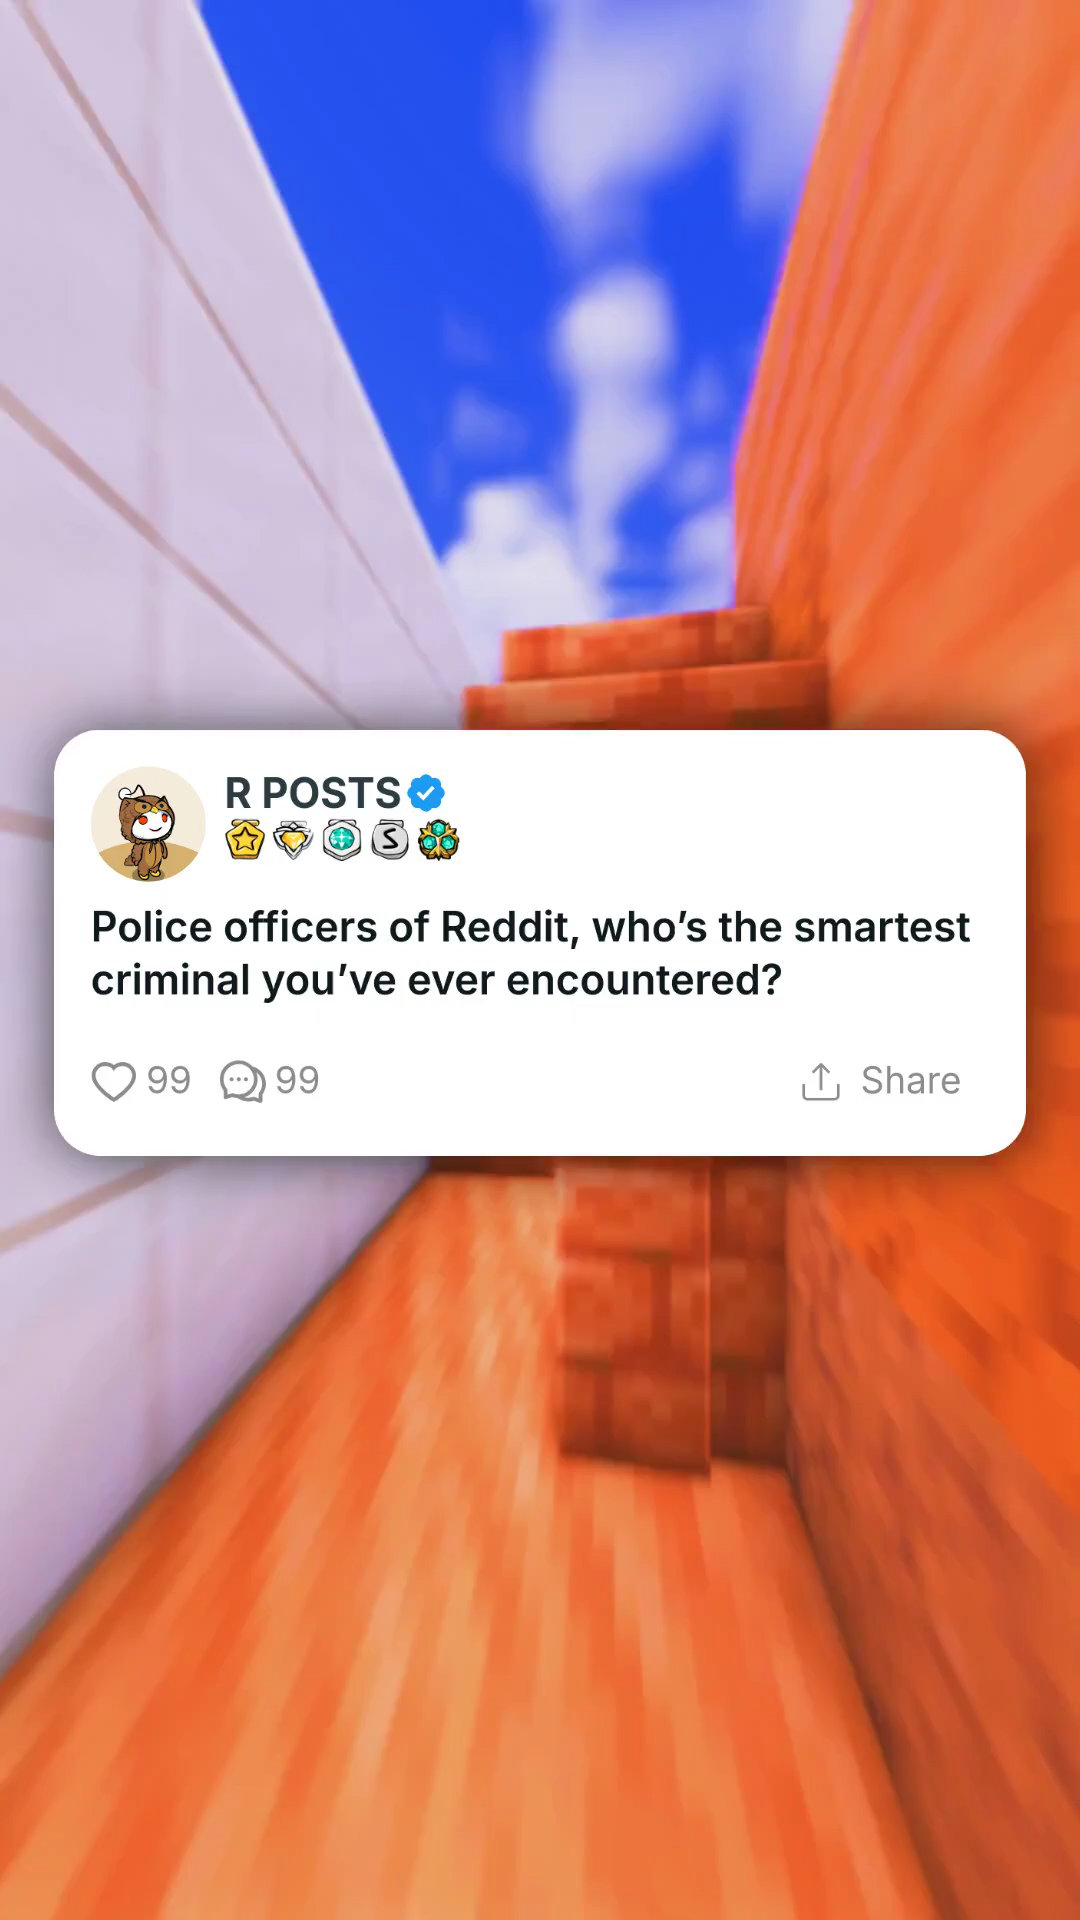 R POSTS
Police officers of Reddit, who’s the smartest
criminal you’ve ever encountered?
99 99 Share